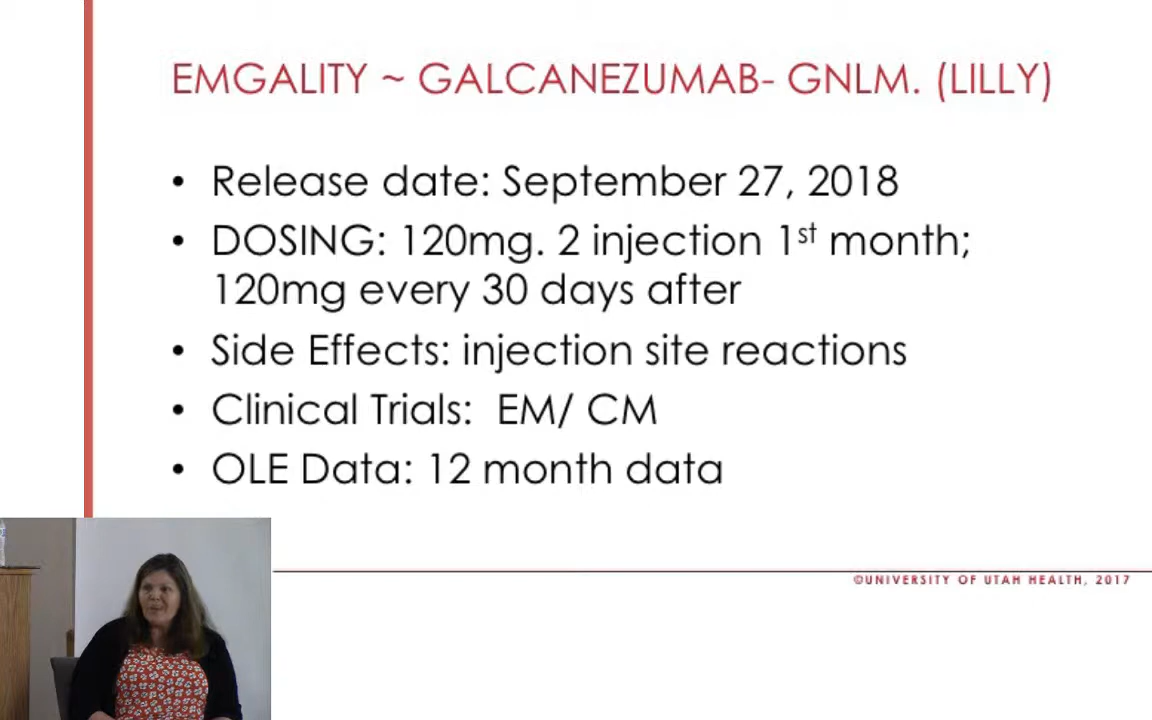 EMGALITY ~ GALCANEZUMAB- GNLM. (LILLY)
• Release date: September 27, 2018
• DOSING: 120mg. 2 injection 1st month;
120mg every 30 days after
• Side Effects: injection site reactions
• Clinical Trials: EM/ CM
• OLE Data: 12 month data
©UNIVERSITY OF UTAH HEALTH, 2017